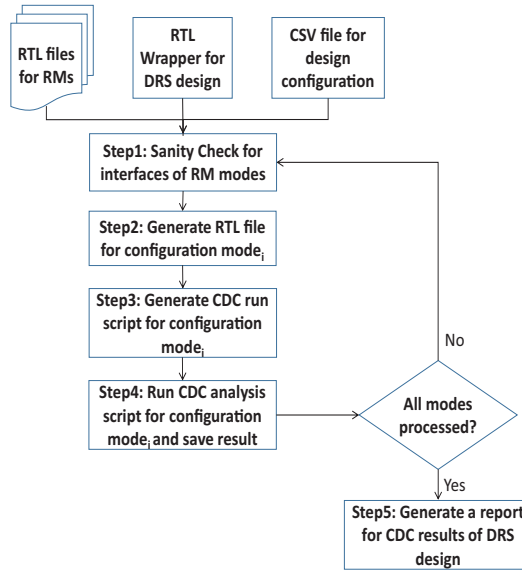 RTL files
for RMs
RTL
Wrapper for
DRS design
CSV file for
design
configuration
Step1: Sanity Check for
interfaces of RM modes
Step2: Generate RTL file
for configuration modei
Step3: Generate CDC run
script for configuration
modei
Step4: Run CDC analysis
script for configuration
modei and save result
No
All modes
processed?
Yes
Step5: Generate a report
for CDC results of DRS
design